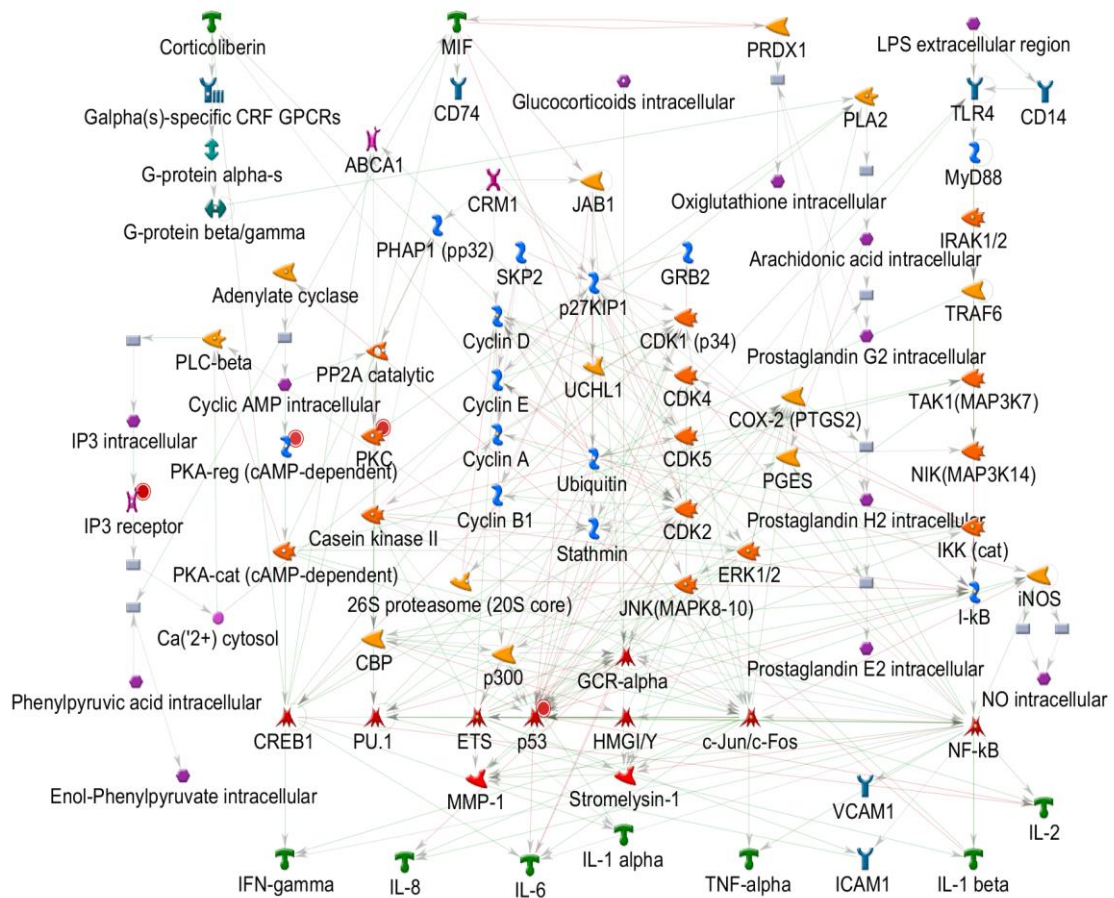 Corticoliberin
MIF
PRDX1
LPS extracellular region
Galpha(s)-specific CRF GPCRs
CD74
Glucocorticoids intracellular
PLA2
TLR4
CD14
ABCA1
G-protein alpha-s
MyD88
CRM1
JAB1
Oxiglutathione intracellular
G-protein beta/gamma
PHAP1 (pp32)
IRAK1/2
SKP2
GRB2
Arachidonic acid intracellular
Adenylate cyclase
p27KIP1
TRAF6
Cyclin D
CDK1 (p34)
PLC-beta
PP2A catalytic
UCHL1
Prostaglandin G2 intracellular
Cyclic AMP intracellular
Cyclin E
CDK4
COX-2 (PTGS2)
TAK1(MAP3K7)
IP3 intracellular
PKA-reg (cAMP-dependent)
PKC
Cyclin A
CDK5
PGES
NIK(MAP3K14)
Ubiquitin
IP3 receptor
Casein kinase II
Cyclin B1
Stathmin
CDK2
Prostaglandin H2 intracellular
IKK (cat)
PKA-cat (cAMP-dependent)
ERK1/2
26S proteasome (20S core)
JNK(MAPK8-10)
I-kB
iNOS
Ca('2+) cytosol
CBP
p300
GCR-alpha
Prostaglandin E2 intracellular
NO intracellular
Phenylpyruvic acid intracellular
CREB1
PU.1
ETS
p53
HMGI/Y
c-Jun/c-Fos
NF-kB
Enol-Phenylpyruvate intracellular
MMP-1
Stromelysin-1
VCAM1
IL-2
IFN-gamma
IL-8
IL-6
IL-1 alpha
TNF-alpha
ICAM1
IL-1 beta